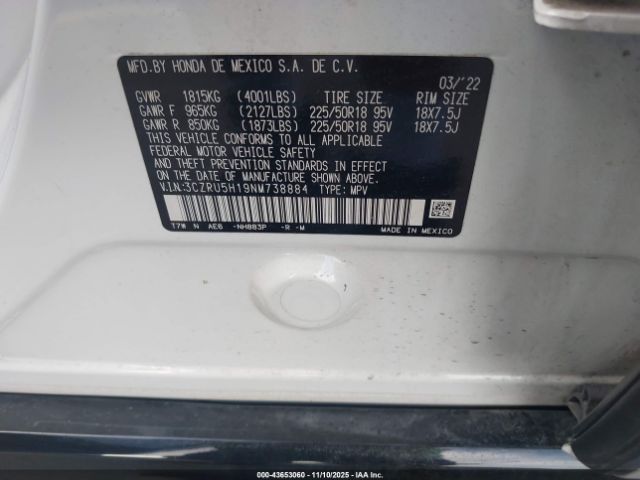 MFD.BY HONDA DE MEXICO S.A. DE C.V.
03/'22
GVWR 1815KG (4001LBS) TIRE SIZE RIM SIZE
GAWR F 965KG (2127LBS) 225/50R18 95V 18X7.5J
GAWR R 850KG (1873LBS) 225/50R18 95V 18X7.5J
THIS VEHICLE CONFORMS TO ALL APPLICABLE
FEDERAL MOTOR VEHICLE SAFETY
AND THEFT PREVENTION STANDARDS IN EFFECT
ON THE DATE OF MANUFACTURE SHOWN ABOVE.
V.I.N:3CZRU5H19NM738884 TYPE: MPV
T7W N AE6 -NH883P -R -M MADE IN MEXICO
000-43653060 - 11/10/2025 - IAAI.COM